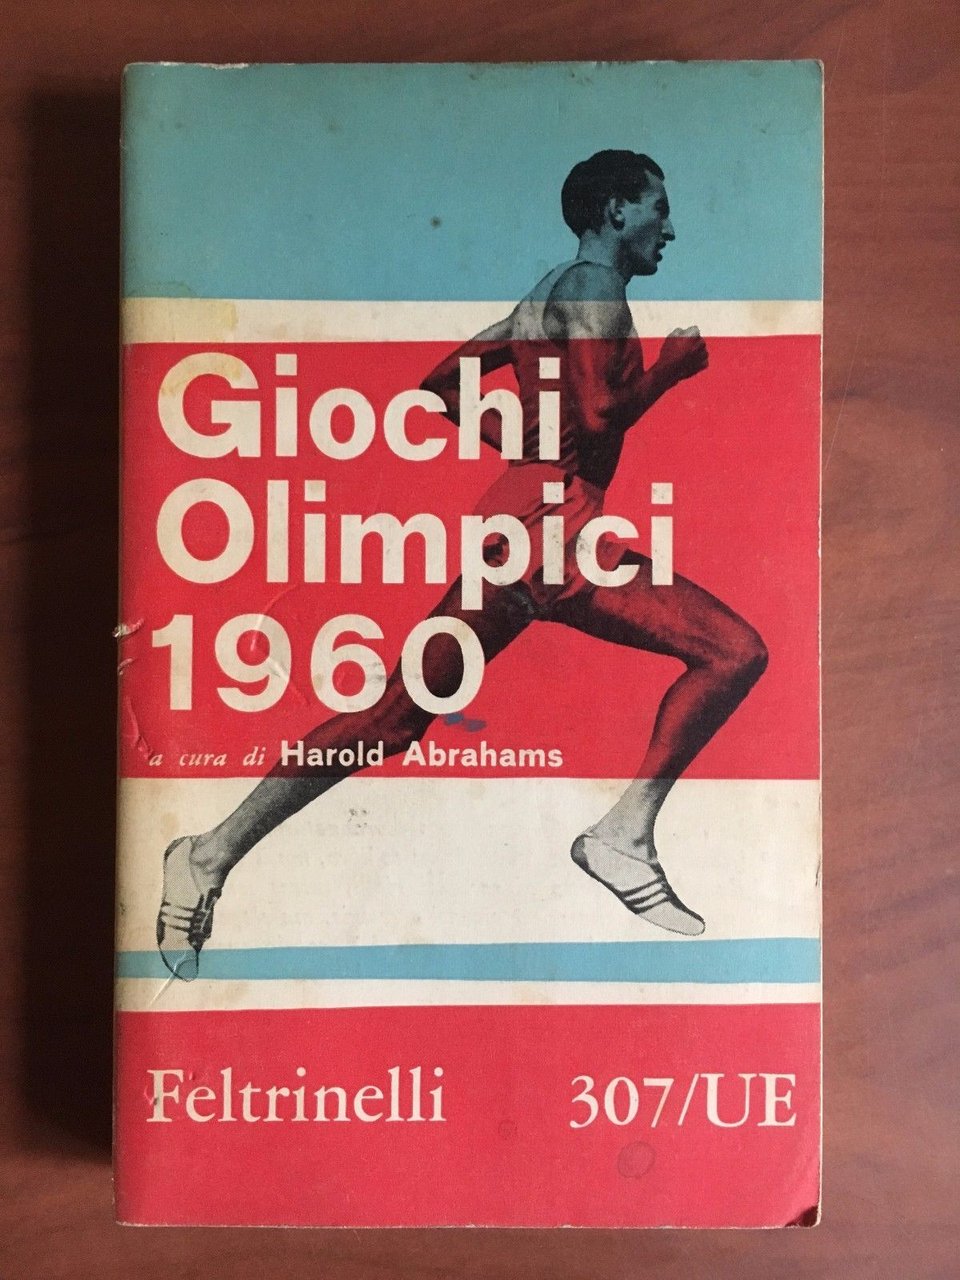 Giochi
Olimpici
1960
a cura di Harold Abrahams
Feltrinelli 307/UE